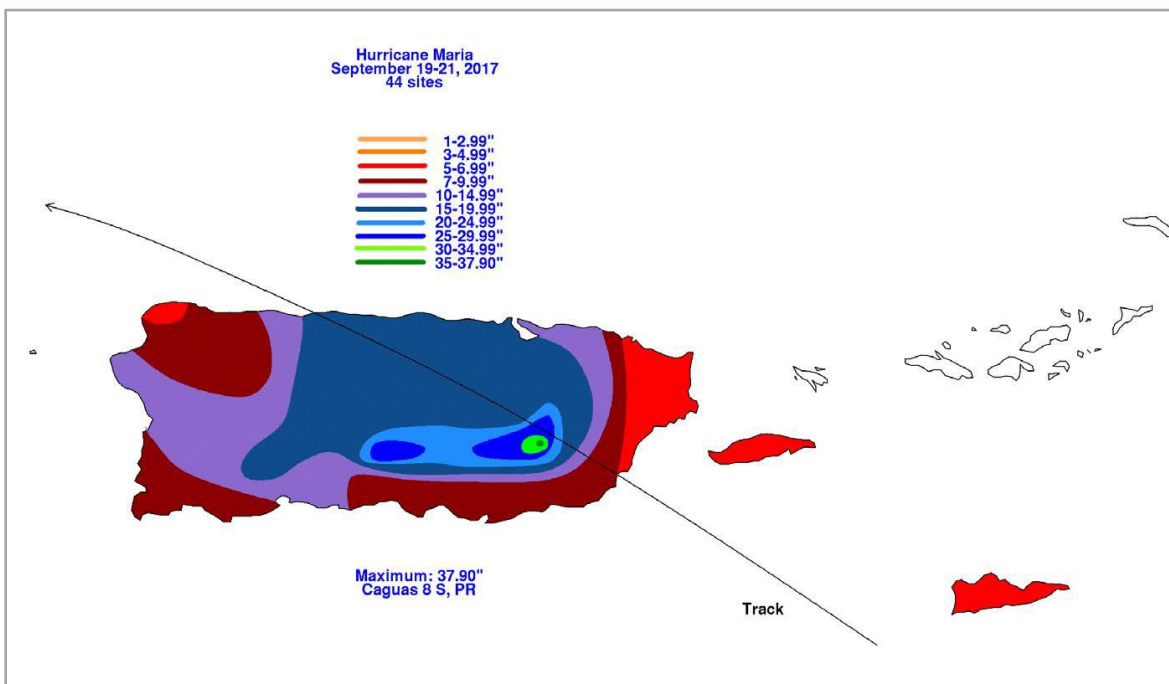 Hurricane Maria
September 19-21, 2017
44 sites
1-2.99"
3-4.99"
5-6.99"
7-9.99"
10-14.99"
15-19.99"
20-24.99"
25-29.99"
30-34.99"
35-37.90"
Maximum: 37.90"
Caguas 8 S, PR
Track